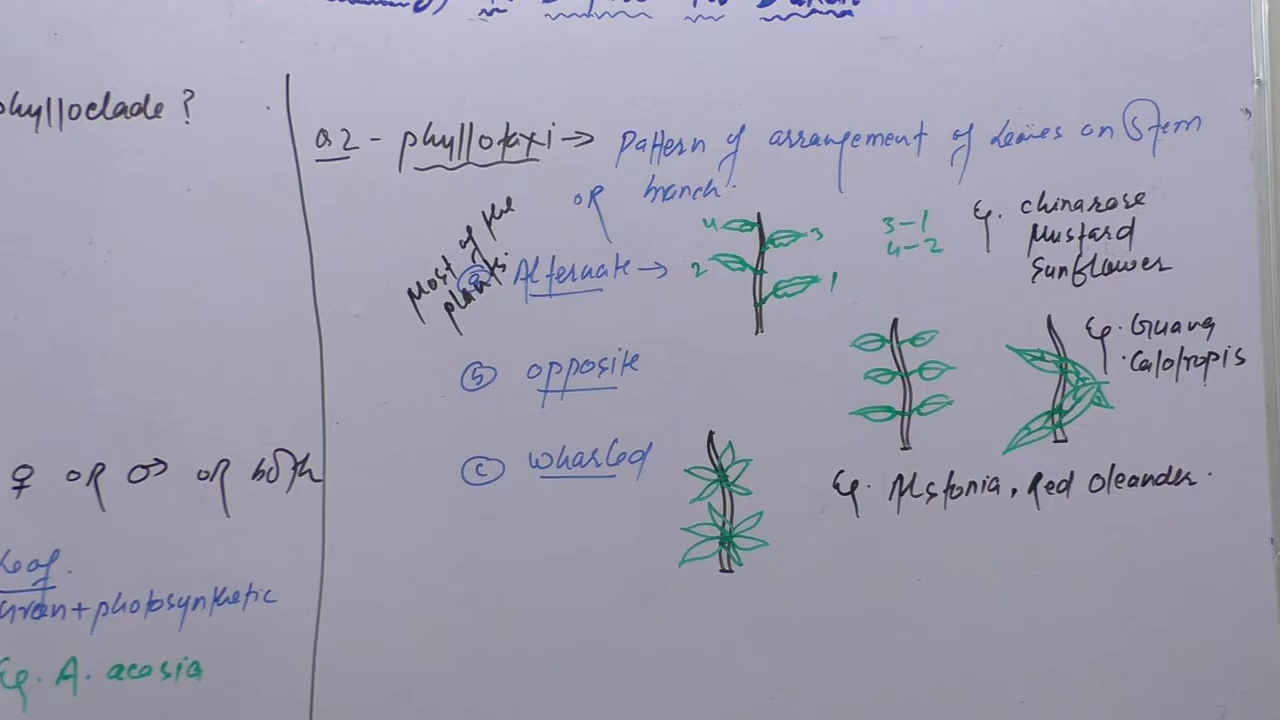 phylloclade ?
♀ OR ♂ OR both
Leaf.
Green + photosynthetic
Eg. A. acasia
Q2 - phyllotaxi → Pattern of arrangement of Leaves on Stem
OR branch.
Most of the
plants.
ⓐ Alternate →
4
3
2
1
3-1
4-2
Eg. chinarose
Mustard
Sunflower
ⓑ opposite
Eg. Guava
Calotropis
ⓒ wharled
Eg. Alstonia, Red Oleander.